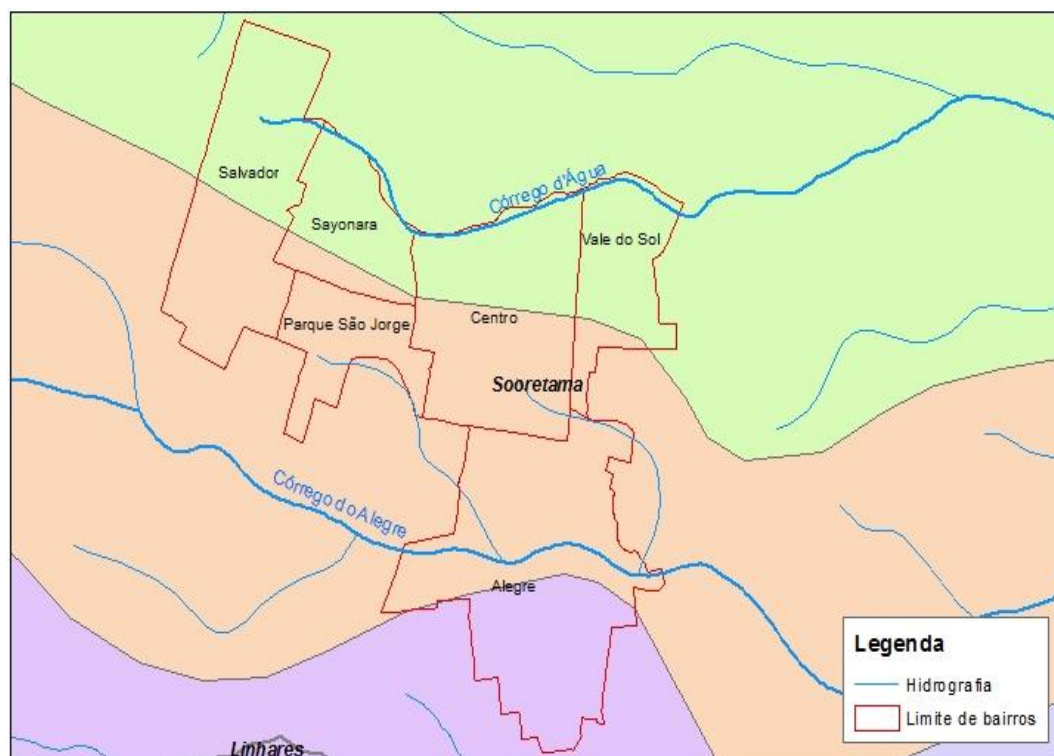 Salvador
Sayonara
Córrego d'Água
Vale do Sol
Parque São Jorge
Centro
Sooretama
Córrego do Alegre
Alegre
Linhares
Legenda
Hidrografia
Limite de bairros